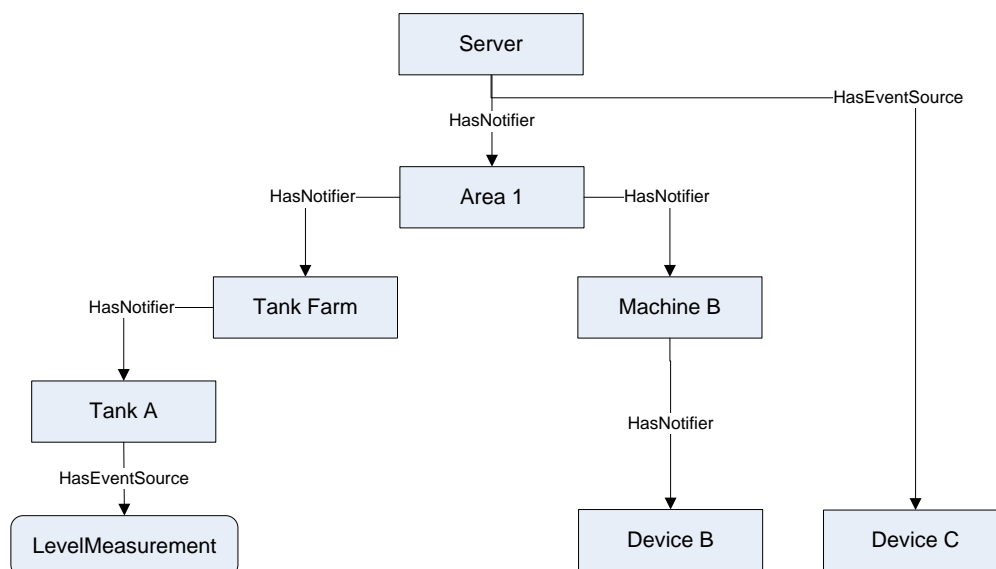 Server
HasEventSource
HasNotifier
Area 1
HasNotifier
HasNotifier
Tank Farm
Machine B
HasNotifier
Tank A
HasNotifier
HasEventSource
LevelMeasurement
Device B
Device C